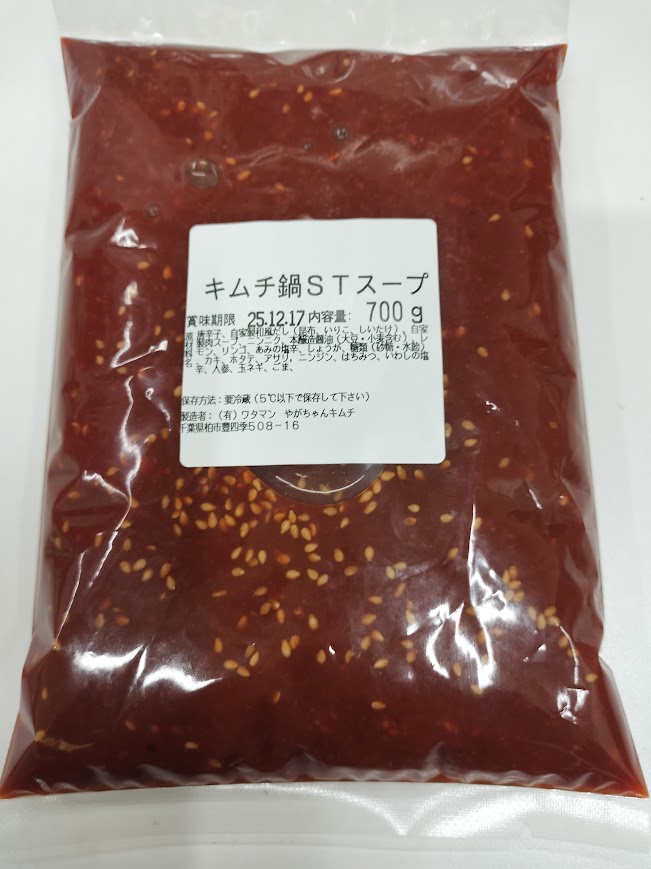 キムチ鍋STスープ
賞味期限 25.12.17 内容量: 700g
原材料名
唐辛子、自家製和風だし(昆布、いりこ、しいたけ)、自家
製肉スープ、ニンニク、本醸造醤油(大豆・小麦含む)、レ
モン、リンゴ、あみの塩辛、しょうが、糖類(砂糖・水飴)
、カキ、ホタテ、アサリ、ニンジン、はちみつ、いわしの塩
辛、人参、玉ネギ、ごま、
保存方法:要冷蔵(5℃以下で保存して下さい)
製造者:(有)ワタマン やがちゃんキムチ
千葉県柏市豊四季508-16